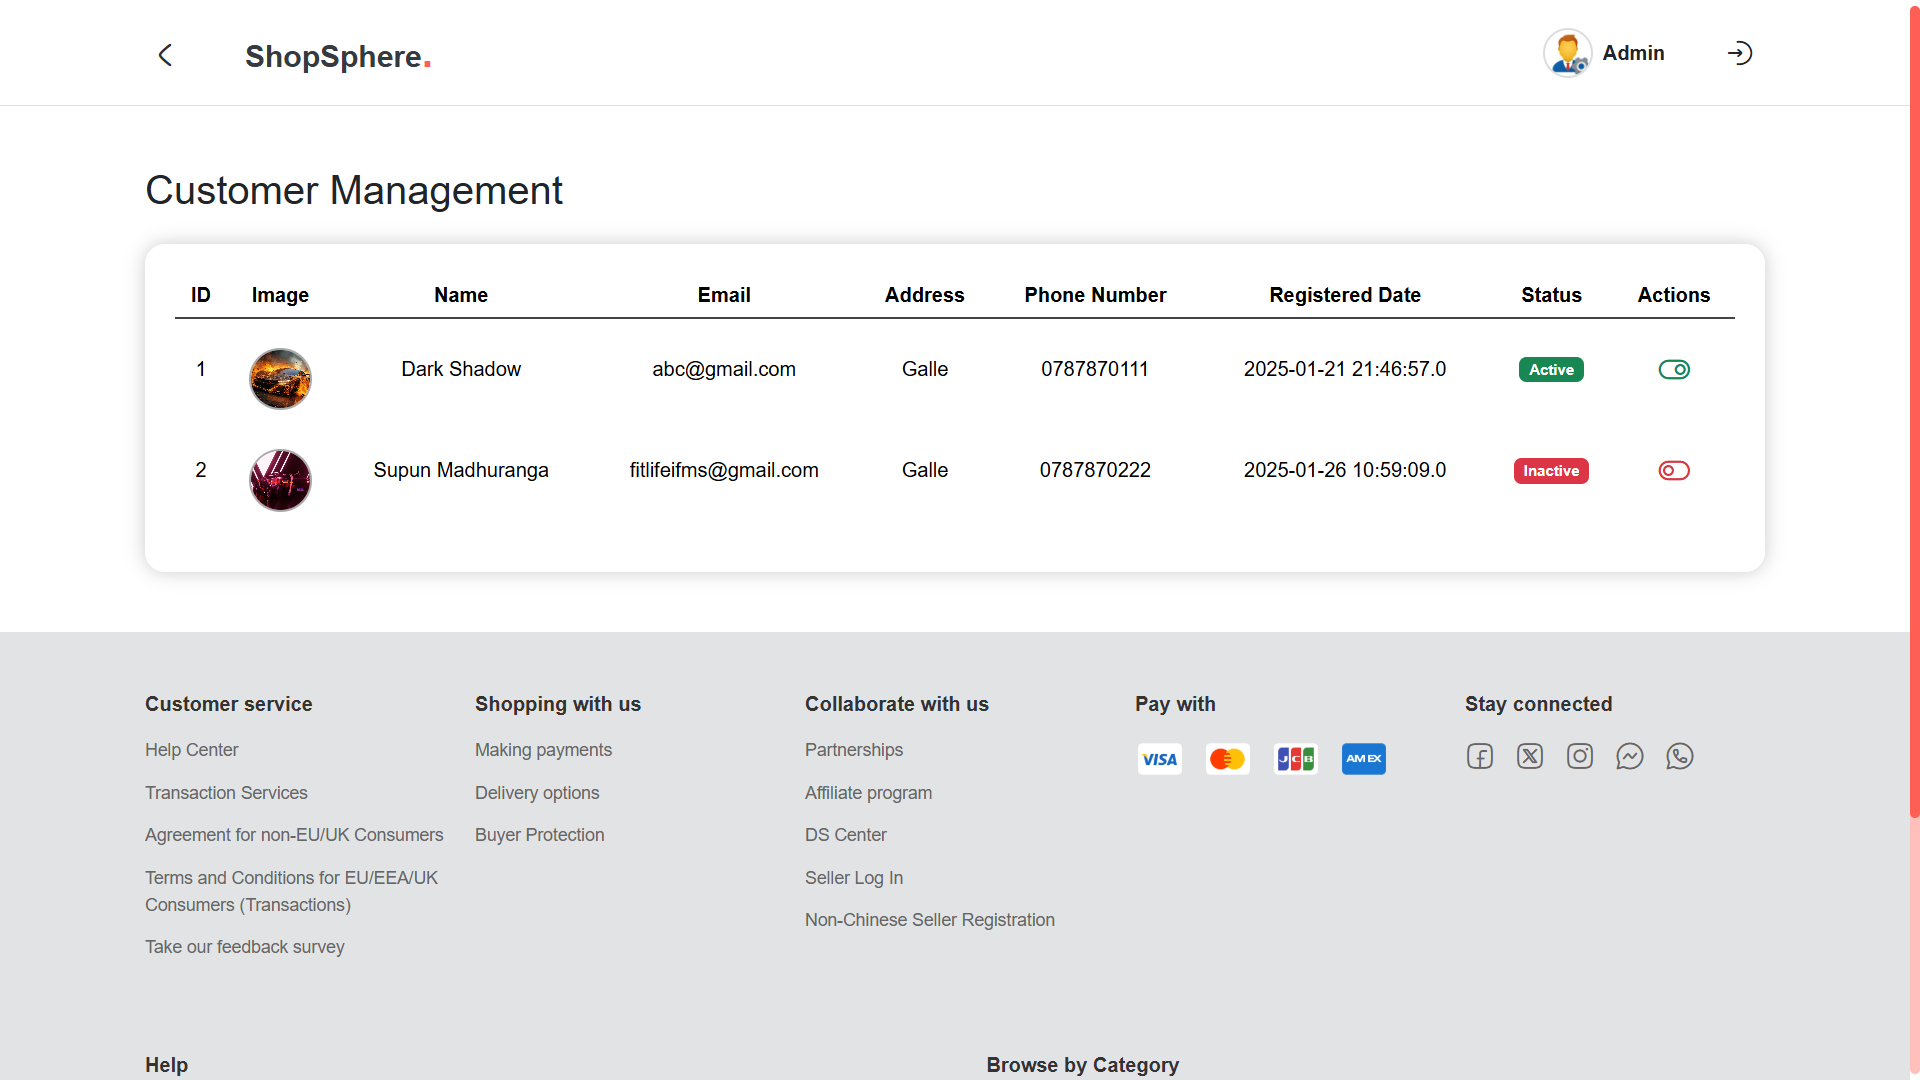 ShopSphere.
Admin
Customer Management
ID Image Name Email Address Phone Number Registered Date Status Actions
1 Dark Shadow abc@gmail.com Galle 0787870111 2025-01-21 21:46:57.0 Active
2 Supun Madhuranga fitlifeifms@gmail.com Galle 0787870222 2025-01-26 10:59:09.0 Inactive
Customer service
Help Center
Transaction Services
Agreement for non-EU/UK Consumers
Terms and Conditions for EU/EEA/UK
Consumers (Transactions)
Take our feedback survey
Shopping with us
Making payments
Delivery options
Buyer Protection
Collaborate with us
Partnerships
Affiliate program
DS Center
Seller Log In
Non-Chinese Seller Registration
Pay with
VISA
JCB
AMEX
Stay connected
Help
Browse by Category